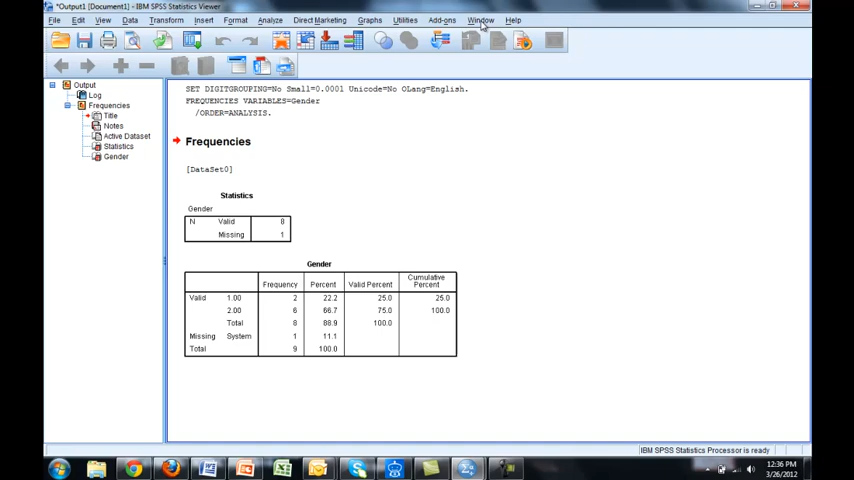 *Output1 [Document1] - IBM SPSS Statistics Viewer
File Edit View Data Transform Insert Format Analyze Direct Marketing Graphs Utilities Add-ons Window Help
Output
Log
Frequencies
Title
Notes
Active Dataset
Statistics
Gender
SET DIGITGROUPING=No Small=0.0001 Unicode=No OLang=English.
FREQUENCIES VARIABLES=Gender
/ORDER=ANALYSIS.
Frequencies
[DataSet0]
Statistics
Gender
N Valid 8
Missing 1
Gender
Frequency Percent Valid Percent Cumulative Percent
Valid 1.00 2 22.2 25.0 25.0
2.00 6 66.7 75.0 100.0
Total 8 88.9 100.0
Missing System 1 11.1
Total 9 100.0
IBM SPSS Statistics Processor is ready
12:36 PM
3/26/2012